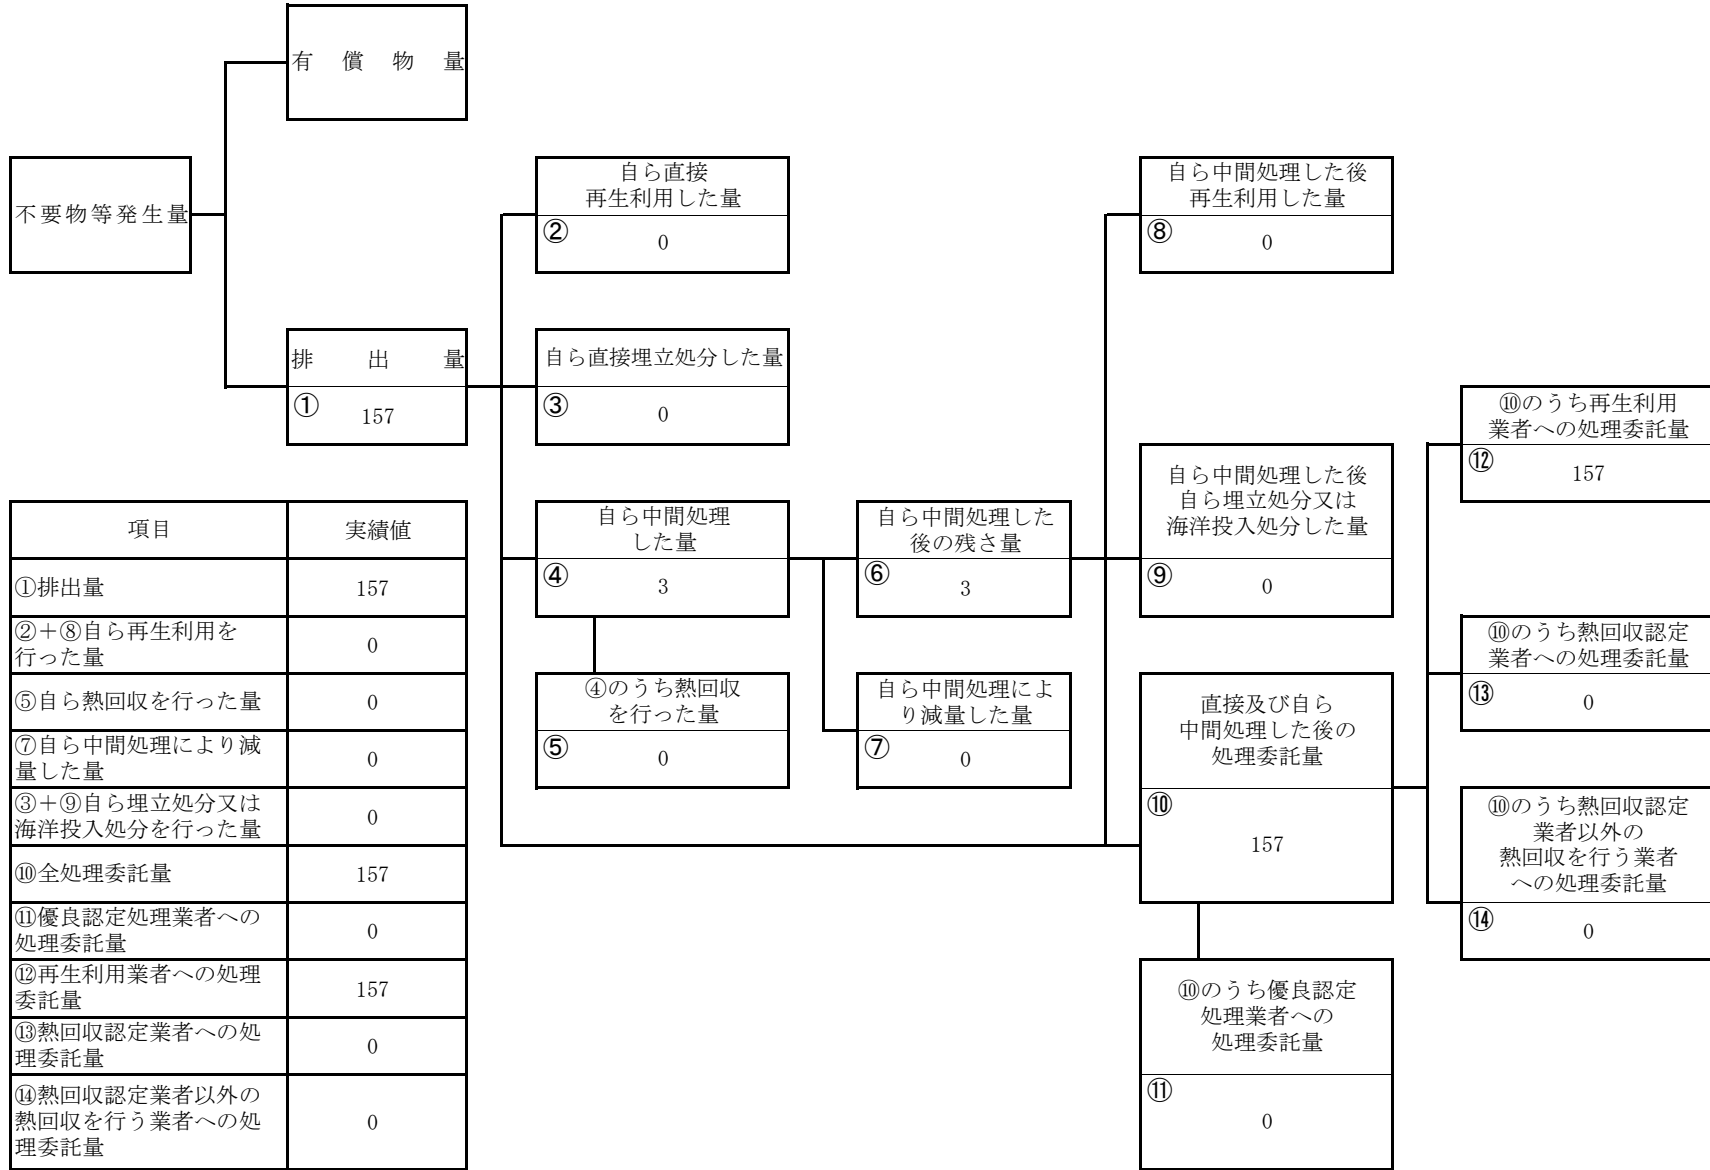 有償物量
不要物等発生量
自ら直接
再生利用した量
②
0
自ら中間処理した後
再生利用した量
⑧
0
排出量
①
157
自ら直接埋立処分した量
③
0
⑩のうち再生利用
業者への処理委託量
⑫
157
自ら中間処理した後
自ら埋立処分又は
海洋投入処分した量
⑨
0
自ら中間処理
した量
④
3
自ら中間処理した
後の残さ量
⑥
3
⑩のうち熱回収認定
業者への処理委託量
⑬
0
④のうち熱回収
を行った量
⑤
0
自ら中間処理によ
り減量した量
⑦
0
直接及び自ら
中間処理した後の
処理委託量
⑩
157
⑩のうち熱回収認定
業者以外の
熱回収を行う業者
への処理委託量
⑭
0
⑩のうち優良認定
処理業者への
処理委託量
⑪
0
項目 実績値
①排出量 157
②＋⑧自ら再生利用を
行った量 0
⑤自ら熱回収を行った量 0
⑦自ら中間処理により減
量した量 0
③＋⑨自ら埋立処分又は
海洋投入処分を行った量 0
⑩全処理委託量 157
⑪優良認定処理業者への
処理委託量 0
⑫再生利用業者への処理
委託量 157
⑬熱回収認定業者への処
理委託量 0
⑭熱回収認定業者以外の
熱回収を行う業者への処
理委託量 0